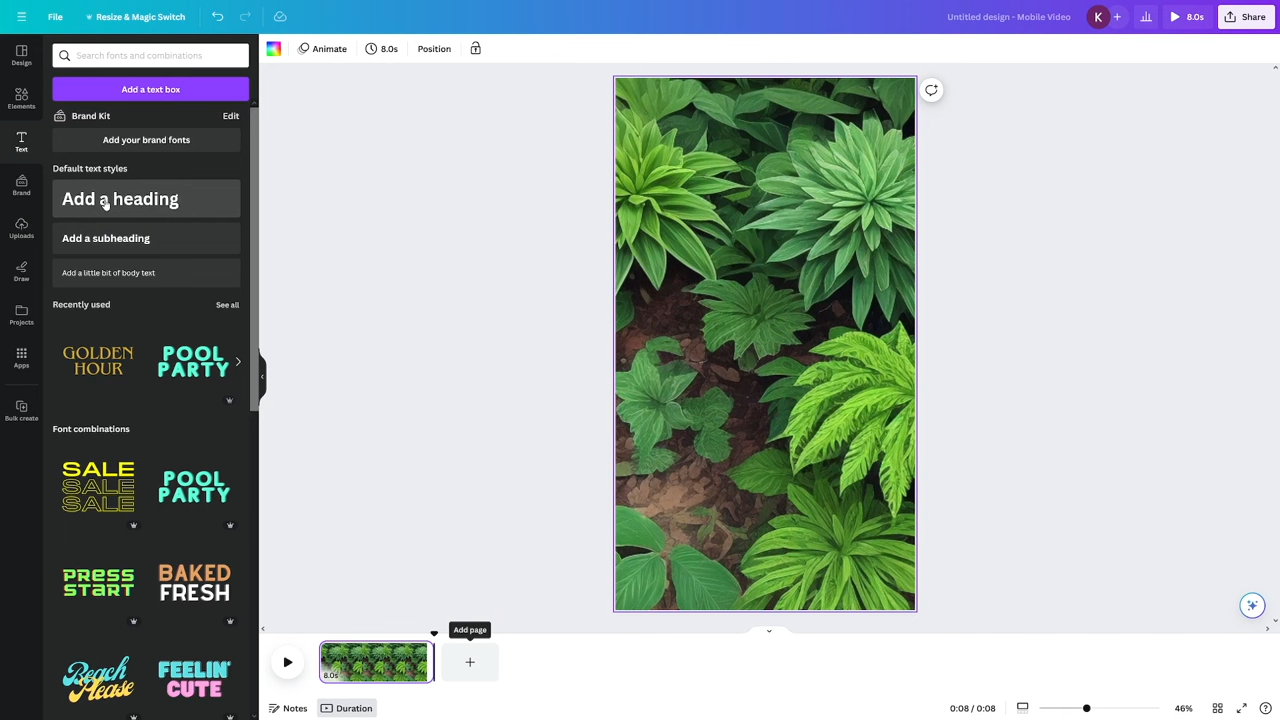 File
Resize & Magic Switch
Untitled design - Mobile Video
K
8.0s
Share
Design
Elements
Text
Brand
Uploads
Draw
Projects
Apps
Bulk create
Search fonts and combinations
Add a text box
Brand Kit
Edit
Add your brand fonts
Default text styles
Add a heading
Add a subheading
Add a little bit of body text
Recently used
See all
GOLDEN
HOUR
POOL
PARTY
Font combinations
SALE
SALE
SALE
POOL
PARTY
PRESS
START
BAKED
FRESH
Beach
Please
FEELIN'
CUTE
Animate
8.0s
Position
Add page
8.0s
Notes
Duration
0:08 / 0:08
46%